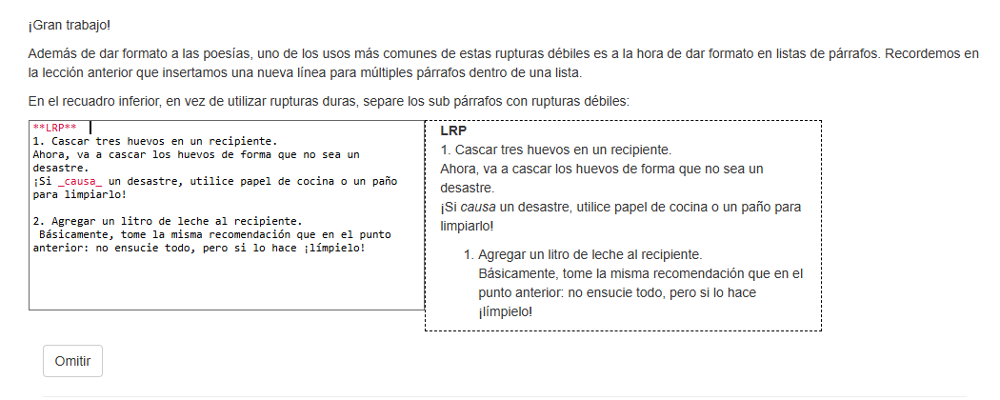 ¡Gran trabajo!
Además de dar formato a las poesías, uno de los usos más comunes de estas rupturas débiles es a la hora de dar formato en listas de párrafos. Recordemos en
la lección anterior que insertamos una nueva línea para múltiples párrafos dentro de una lista.
En el recuadro inferior, en vez de utilizar rupturas duras, separe los sub párrafos con rupturas débiles:
**LRP**
1. Cascar tres huevos en un recipiente.
Ahora, va a cascar los huevos de forma que no sea un
desastre.
¡Si _causa_ un desastre, utilice papel de cocina o un paño
para limpiarlo!
2. Agregar un litro de leche al recipiente.
Básicamente, tome la misma recomendación que en el punto
anterior: no ensucie todo, pero si lo hace ¡límpielo!
LRP
1. Cascar tres huevos en un recipiente.
Ahora, va a cascar los huevos de forma que no sea un
desastre.
¡Si causa un desastre, utilice papel de cocina o un paño para
limpiarlo!
1. Agregar un litro de leche al recipiente.
Básicamente, tome la misma recomendación que en el
punto anterior: no ensucie todo, pero si lo hace
¡límpielo!
Omitir